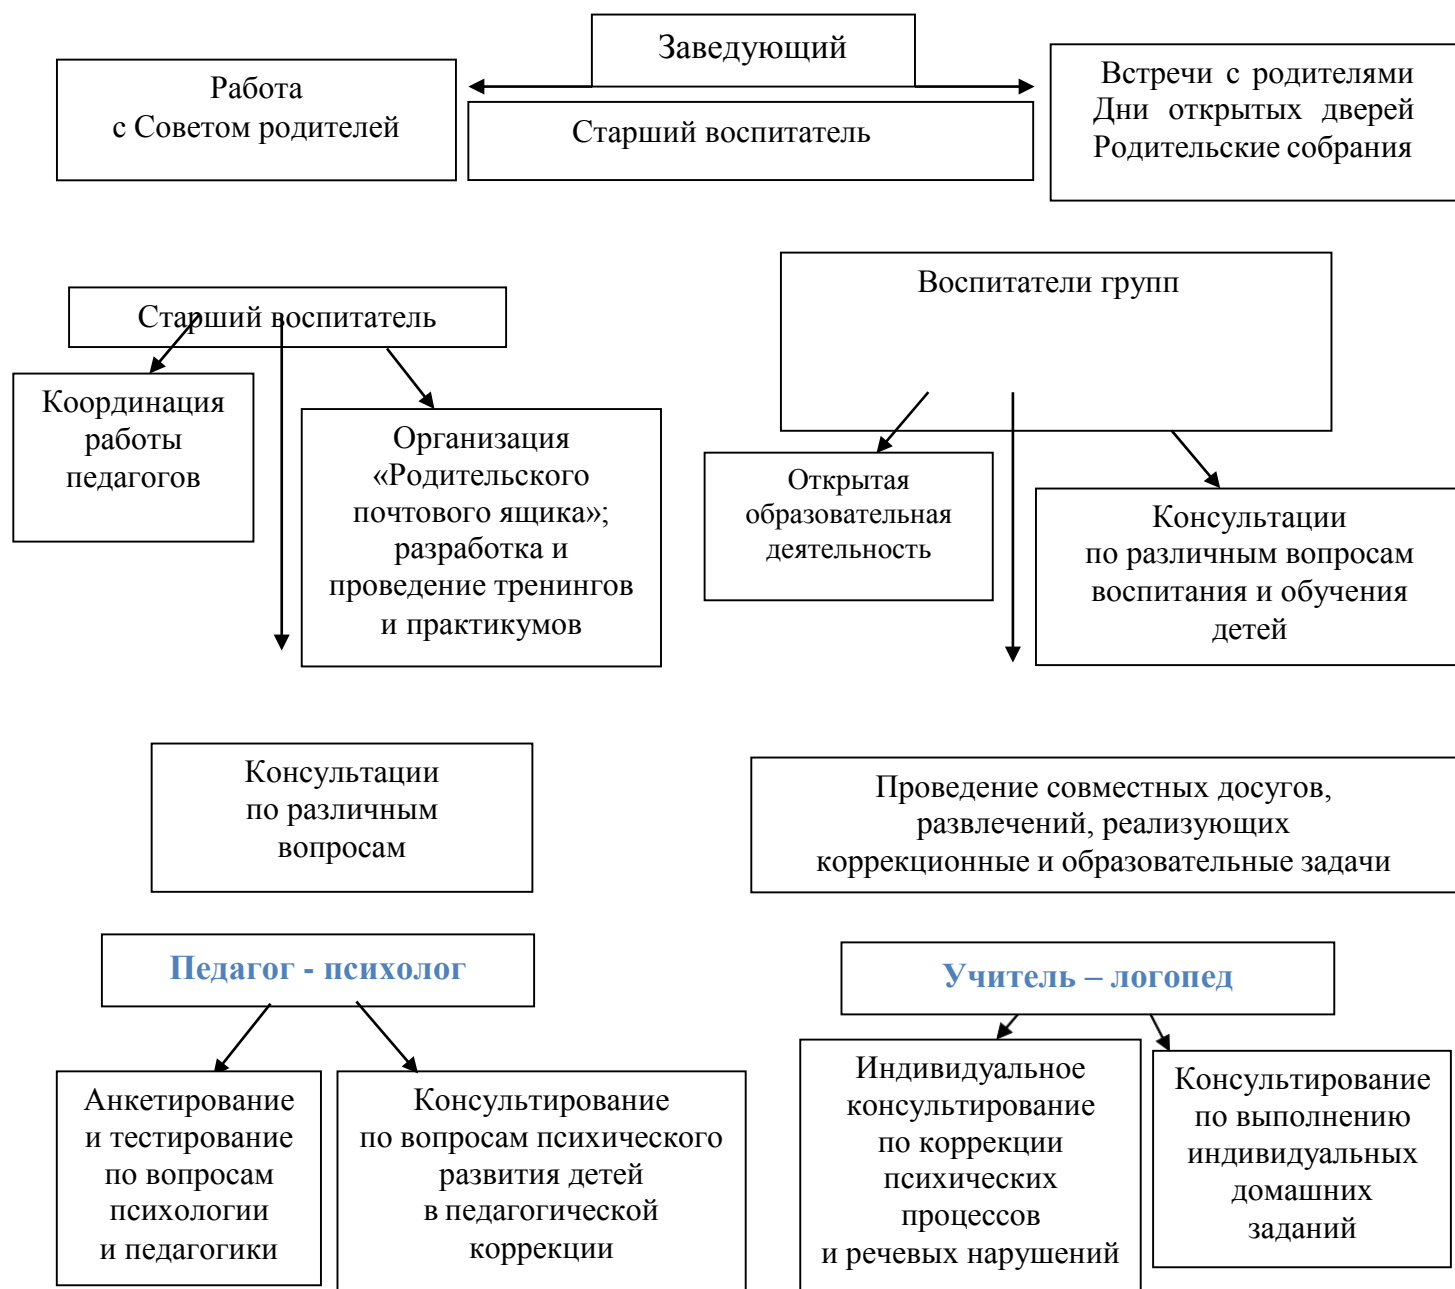 Заведующий
Работа
с Советом родителей
Старший воспитатель
Встречи с родителями
Дни открытых дверей
Родительские собрания
Старший воспитатель
Воспитатели групп
Координация
работы
педагогов
Организация
«Родительского
почтового ящика»;
разработка и
проведение тренингов
и практикумов
Открытая
образовательная
деятельность
Консультации
по различным вопросам
воспитания и обучения
детей
Консультации
по различным
вопросам
Проведение совместных досугов,
развлечений, реализующих
коррекционные и образовательные задачи
Педагог - психолог
Учитель – логопед
Анкетирование
и тестирование
по вопросам
психологии
и педагогики
Консультирование
по вопросам психического
развития детей
в педагогической
коррекции
Индивидуальное
консультирование
по коррекции
психических
процессов
и речевых нарушений
Консультирование
по выполнению
индивидуальных
домашних
заданий